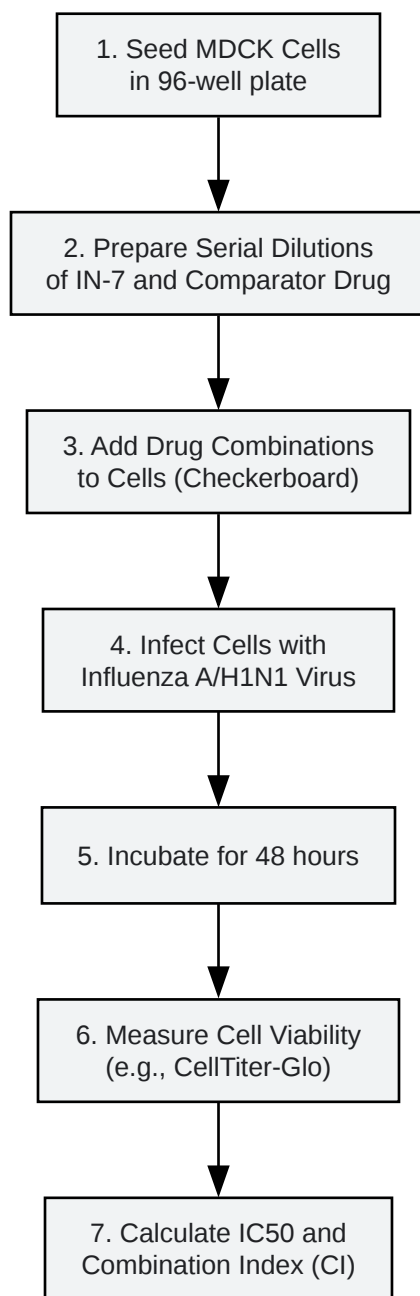 1. Seed MDCK Cells
in 96-well plate
2. Prepare Serial Dilutions
of IN-7 and Comparator Drug
3. Add Drug Combinations
to Cells (Checkerboard)
4. Infect Cells with
Influenza A/H1N1 Virus
5. Incubate for 48 hours
6. Measure Cell Viability
(e.g., CellTiter-Glo)
7. Calculate IC50 and
Combination Index (CI)